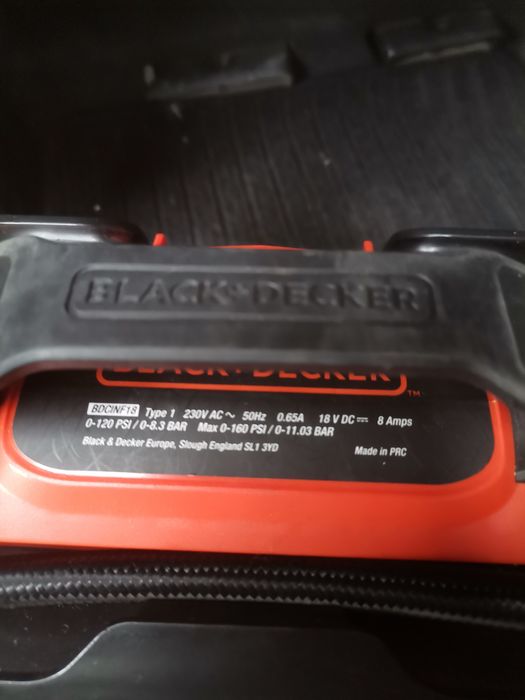 BLACK+DECKER
BLACK+DECKER
TM
BDCINF18 Type 1 230V AC ~ 50Hz 0.65A 18 V DC ⎓ 8 Amps
0-120 PSI / 0-8.3 BAR Max 0-160 PSI / 0-11.03 BAR
Black & Decker Europe, Slough England SL1 3YD Made in PRC